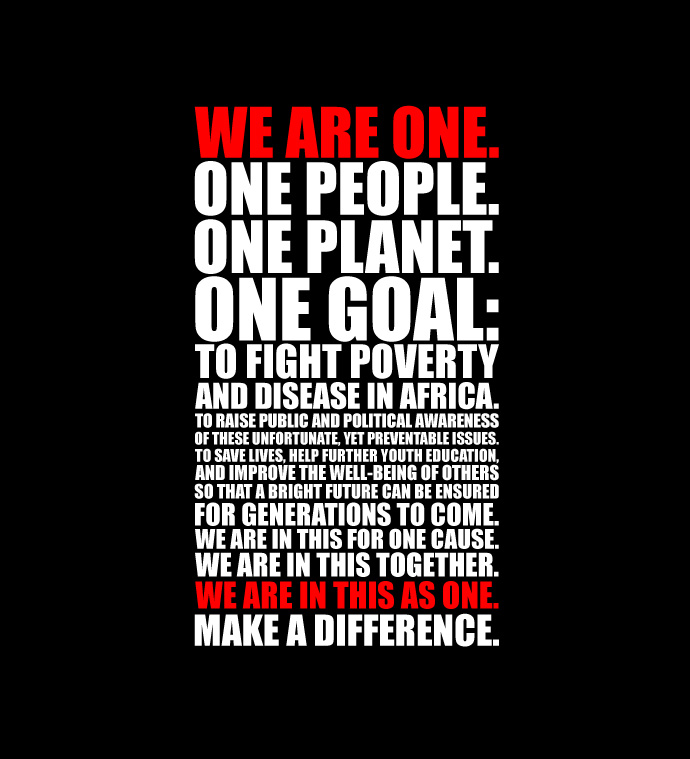 WE ARE ONE.
ONE PEOPLE.
ONE PLANET.
ONE GOAL:
TO FIGHT POVERTY
AND DISEASE IN AFRICA.
TO RAISE PUBLIC AND POLITICAL AWARENESS
OF THESE UNFORTUNATE, YET PREVENTABLE ISSUES.
TO SAVE LIVES, HELP FURTHER YOUTH EDUCATION,
AND IMPROVE THE WELL-BEING OF OTHERS
SO THAT A BRIGHT FUTURE CAN BE ENSURED
FOR GENERATIONS TO COME.
WE ARE IN THIS FOR ONE CAUSE.
WE ARE IN THIS TOGETHER.
WE ARE IN THIS AS ONE.
MAKE A DIFFERENCE.